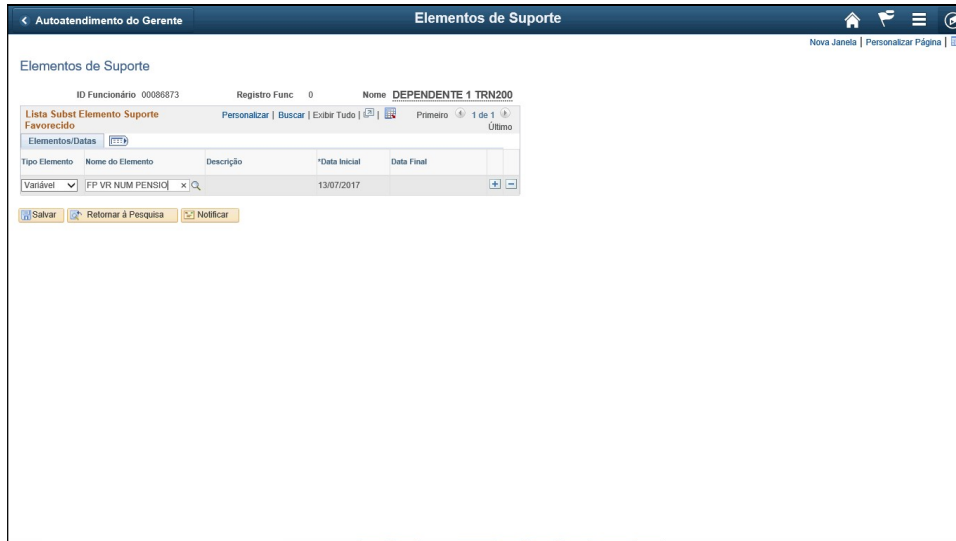 Autoatendimento do Gerente
Elementos de Suporte
Nova Janela | Personalizar Página |
Elementos de Suporte
ID Funcionário 00086873 Registro Func 0 Nome DEPENDENTE 1 TRN200
Lista Subst Elemento Suporte Favorecido
Personalizar | Buscar | Exibir Tudo | | Primeiro 1 de 1 Último
Elementos/Datas
Tipo Elemento Nome do Elemento Descrição *Data Inicial Data Final
Variável FP VR NUM PENSIO 13/07/2017
Salvar Retornar à Pesquisa Notificar